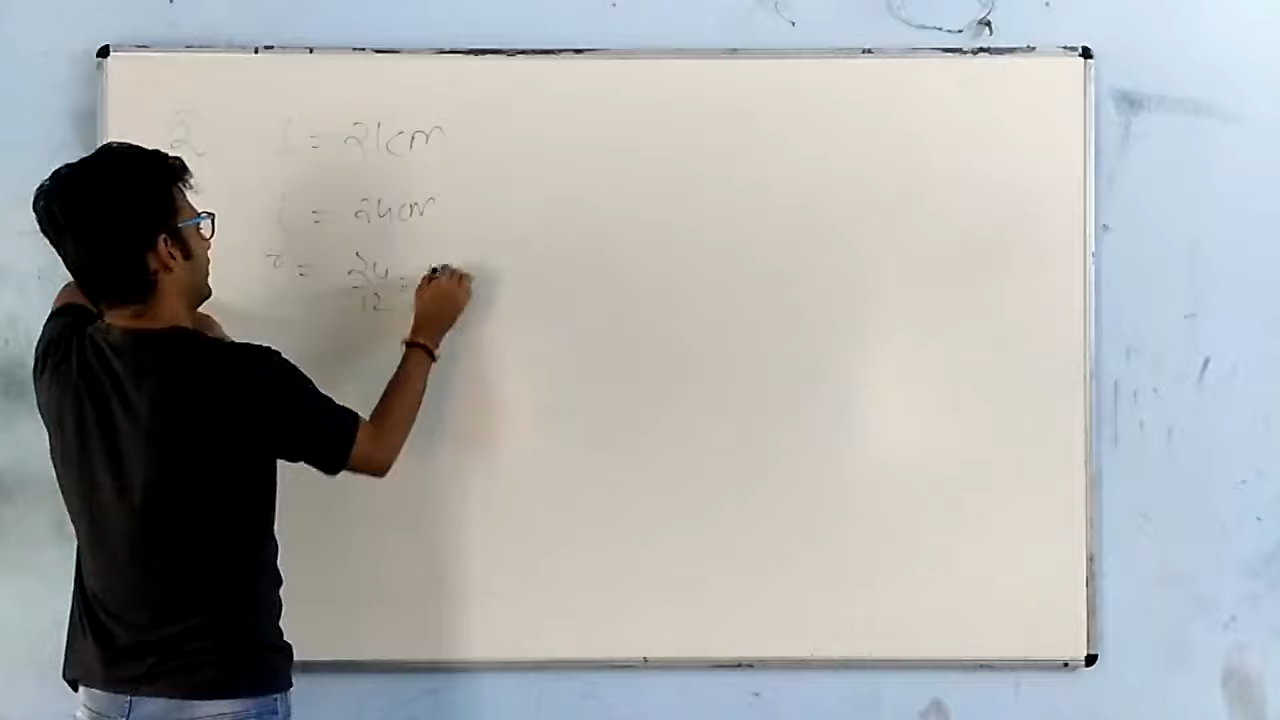 2 l = 21cm
= 24cm
r = 24/12 =